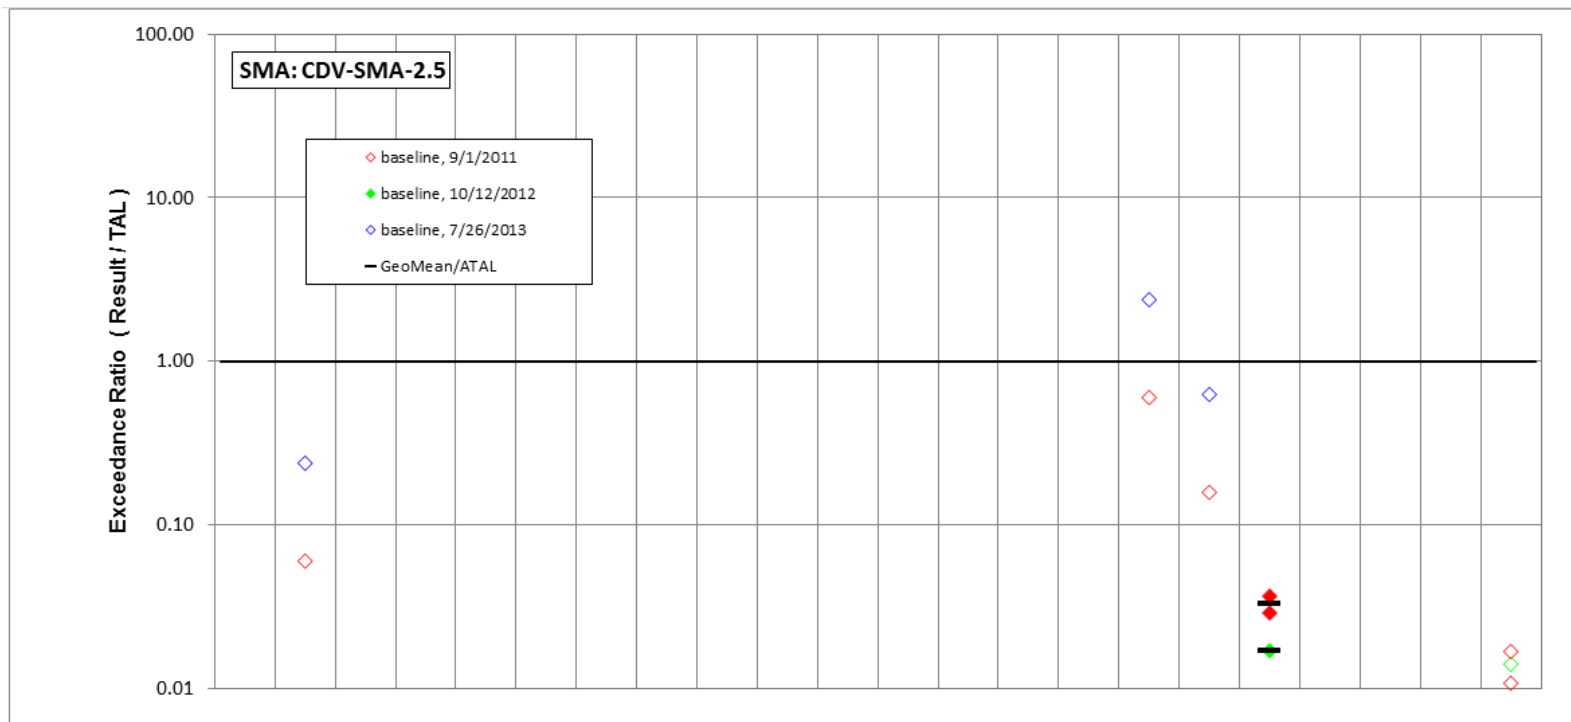 100.00
SMA: CDV-SMA-2.5
baseline, 9/1/2011
baseline, 10/12/2012
baseline, 7/26/2013
GeoMean/ATAL
10.00
1.00
0.10
0.01
Exceedance Ratio ( Result / TAL )